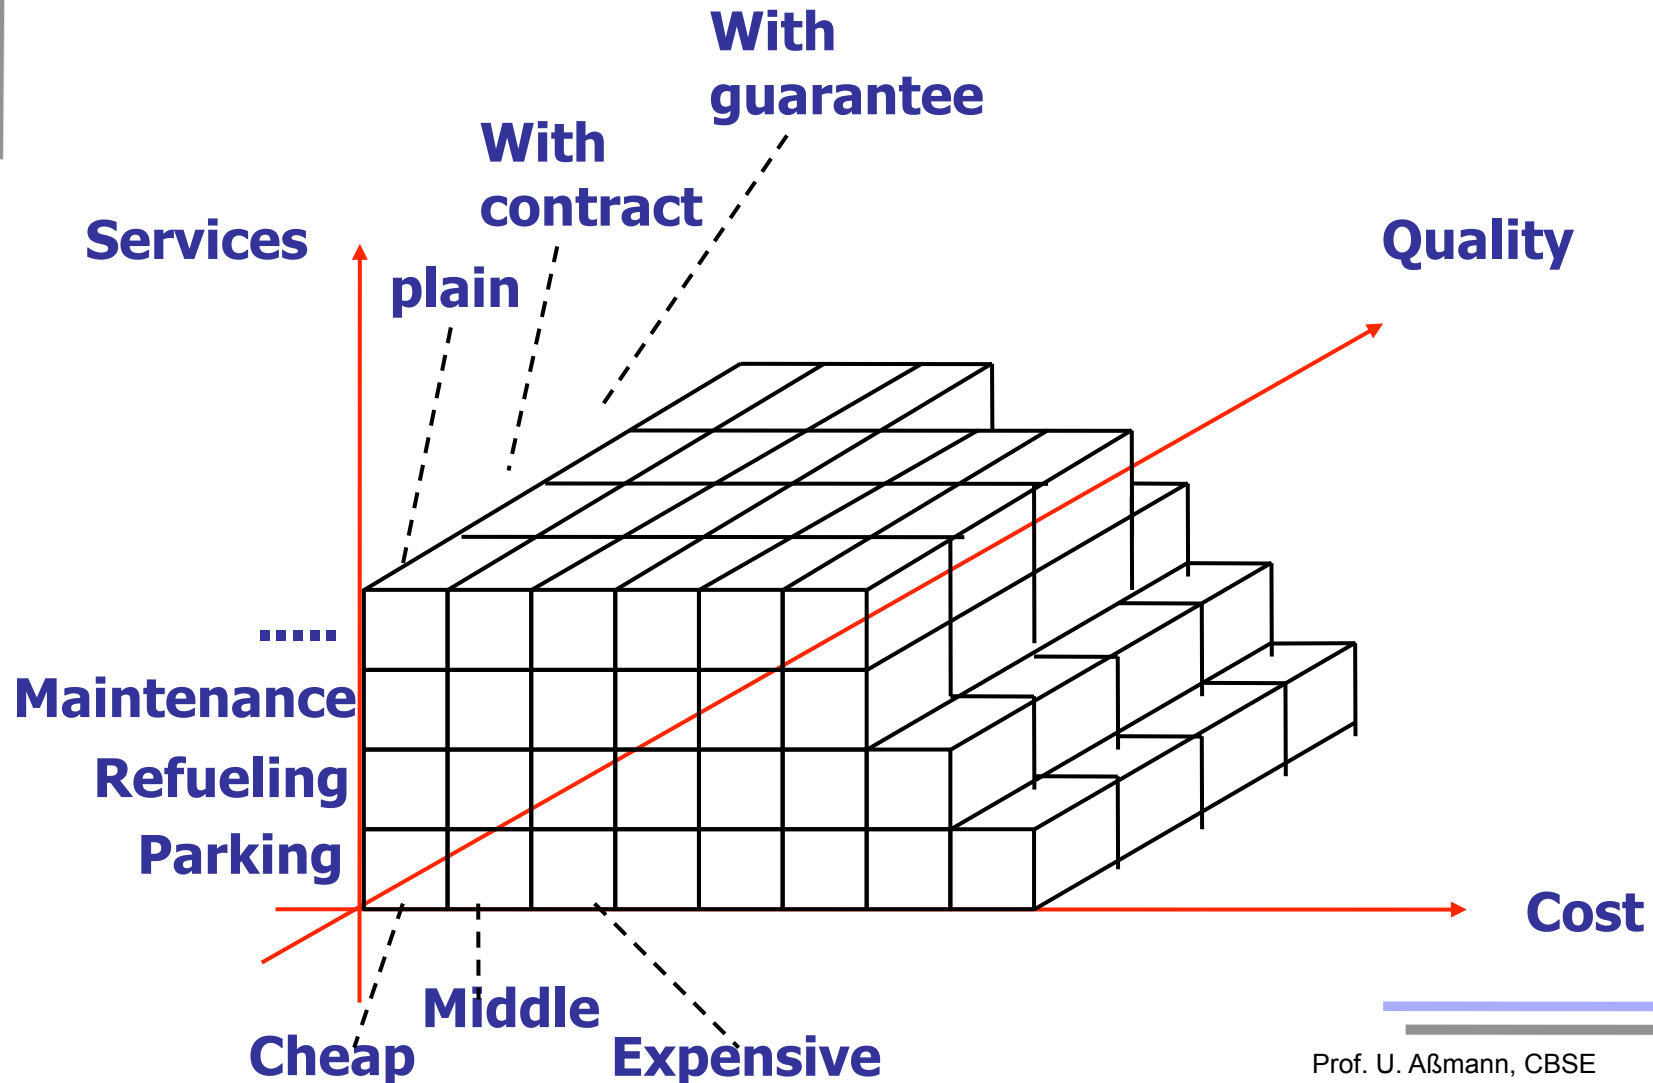 With
guarantee
With
contract
Services
Quality
plain
.....
Maintenance
Refueling
Parking
Cost
Middle
Cheap
Expensive
Prof. U. Aßmann, CBSE